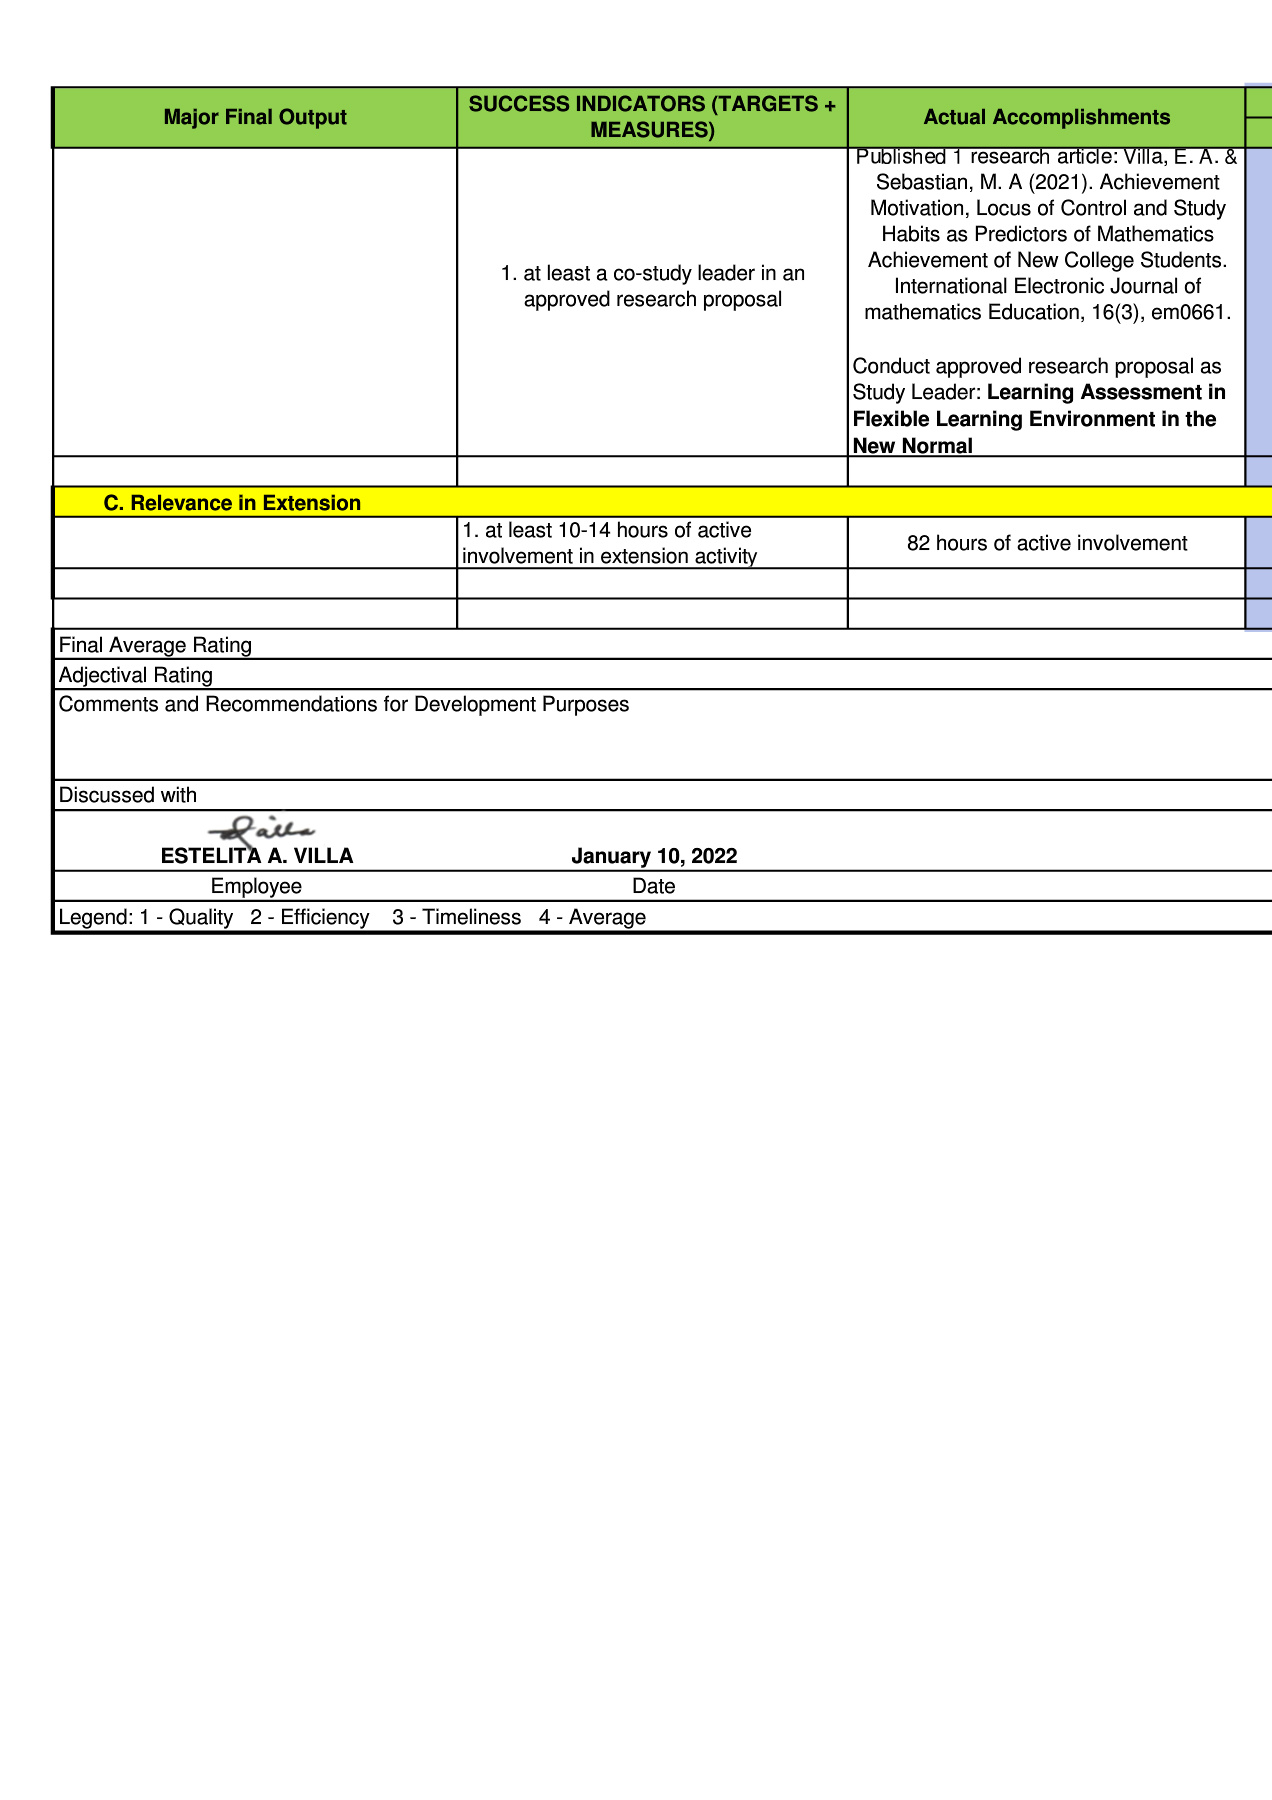 Major Final Output
SUCCESS INDICATORS (TARGETS +
MEASURES)
Actual Accomplishments
1. at least a co-study leader in an
approved research proposal
Published 1 research article: Villa, E. A. &
Sebastian, M. A (2021). Achievement
Motivation, Locus of Control and Study
Habits as Predictors of Mathematics
Achievement of New College Students.
International Electronic Journal of
mathematics Education, 16(3), em0661.
Conduct approved research proposal as
Study Leader: Learning Assessment in
Flexible Learning Environment in the
New Normal
C. Relevance in Extension
1. at least 10-14 hours of active
involvement in extension activity
82 hours of active involvement
Final Average Rating
Adjectival Rating
Comments and Recommendations for Development Purposes
Discussed with
Villa
ESTELITA A. VILLA January 10, 2022
Employee Date
Legend: 1 - Quality 2 - Efficiency 3 - Timeliness 4 - Average